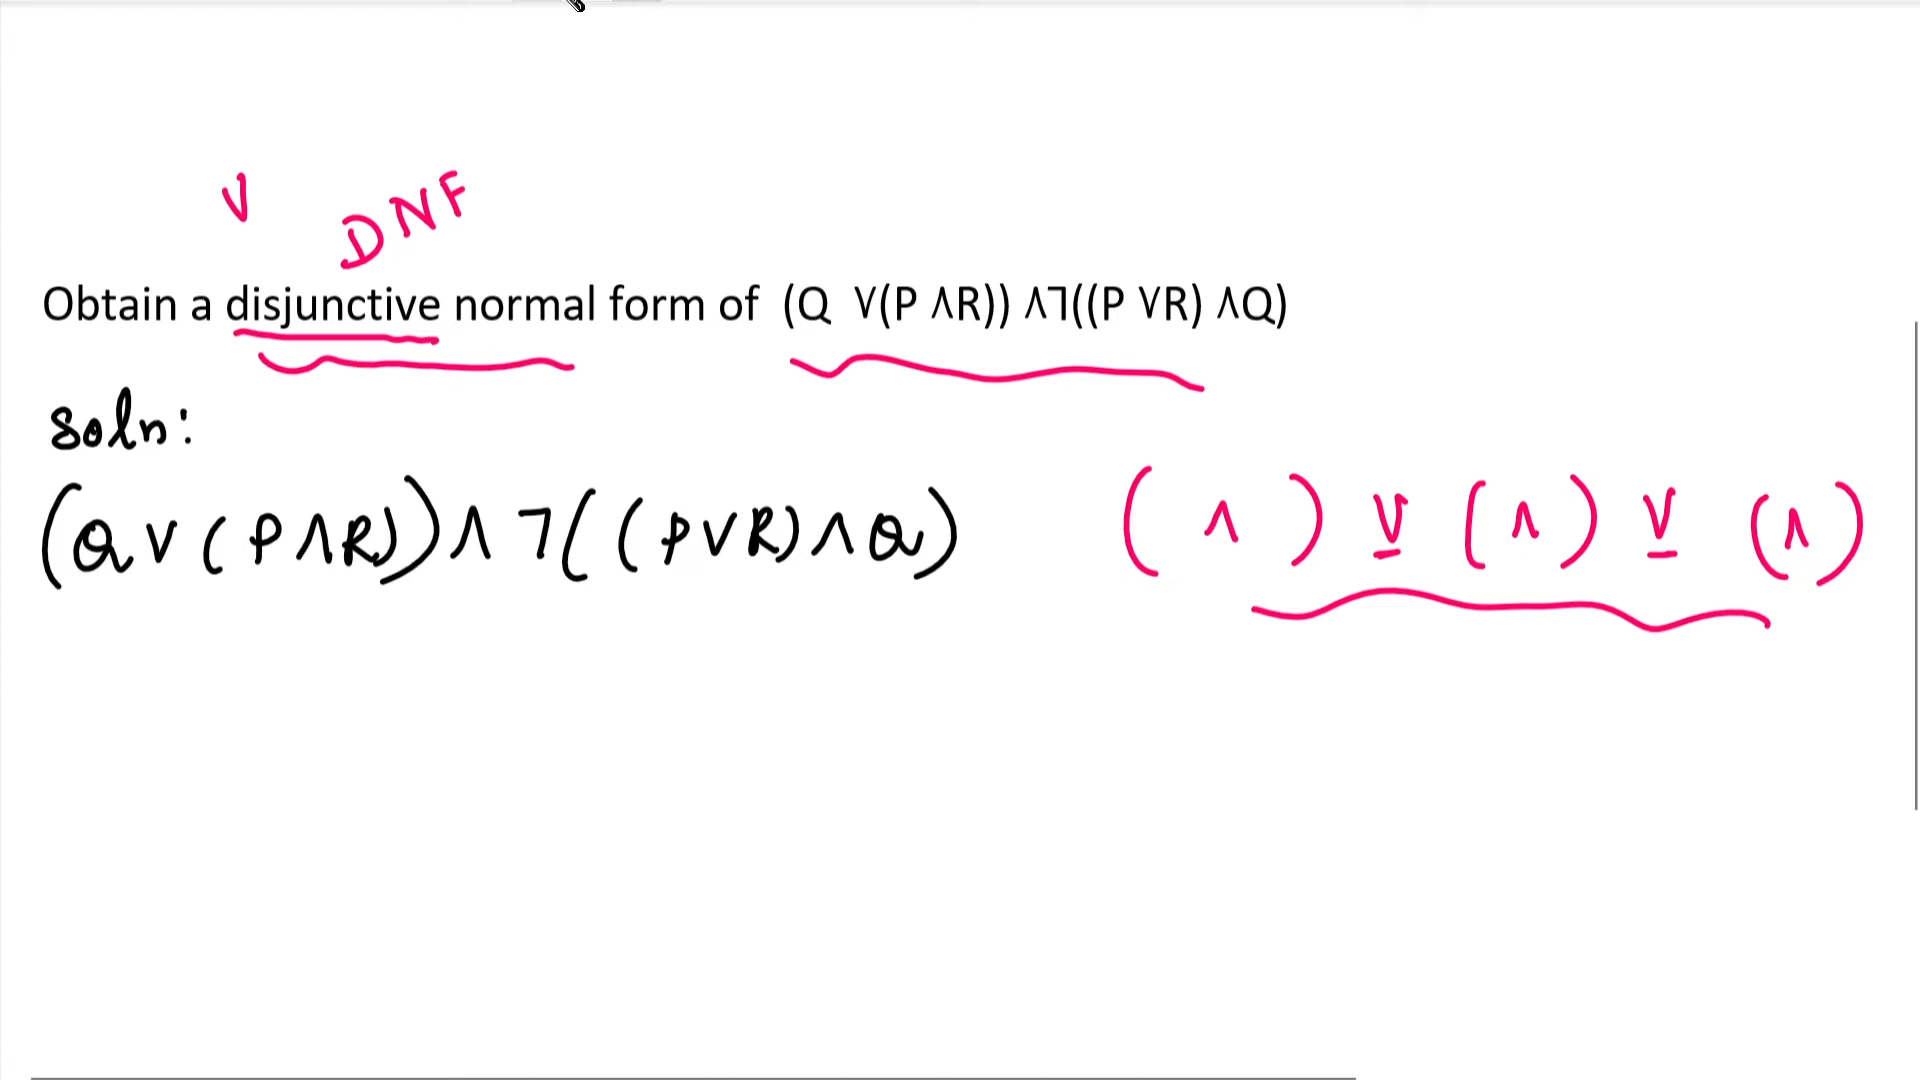 V DNF
Obtain a disjunctive normal form of (Q V(P ΛR)) Λ˥((P VR) ΛQ)
Soln:
(Q V (P Λ R)) Λ ˥((P V R) Λ Q) ( Λ ) V ( Λ ) V ( Λ )